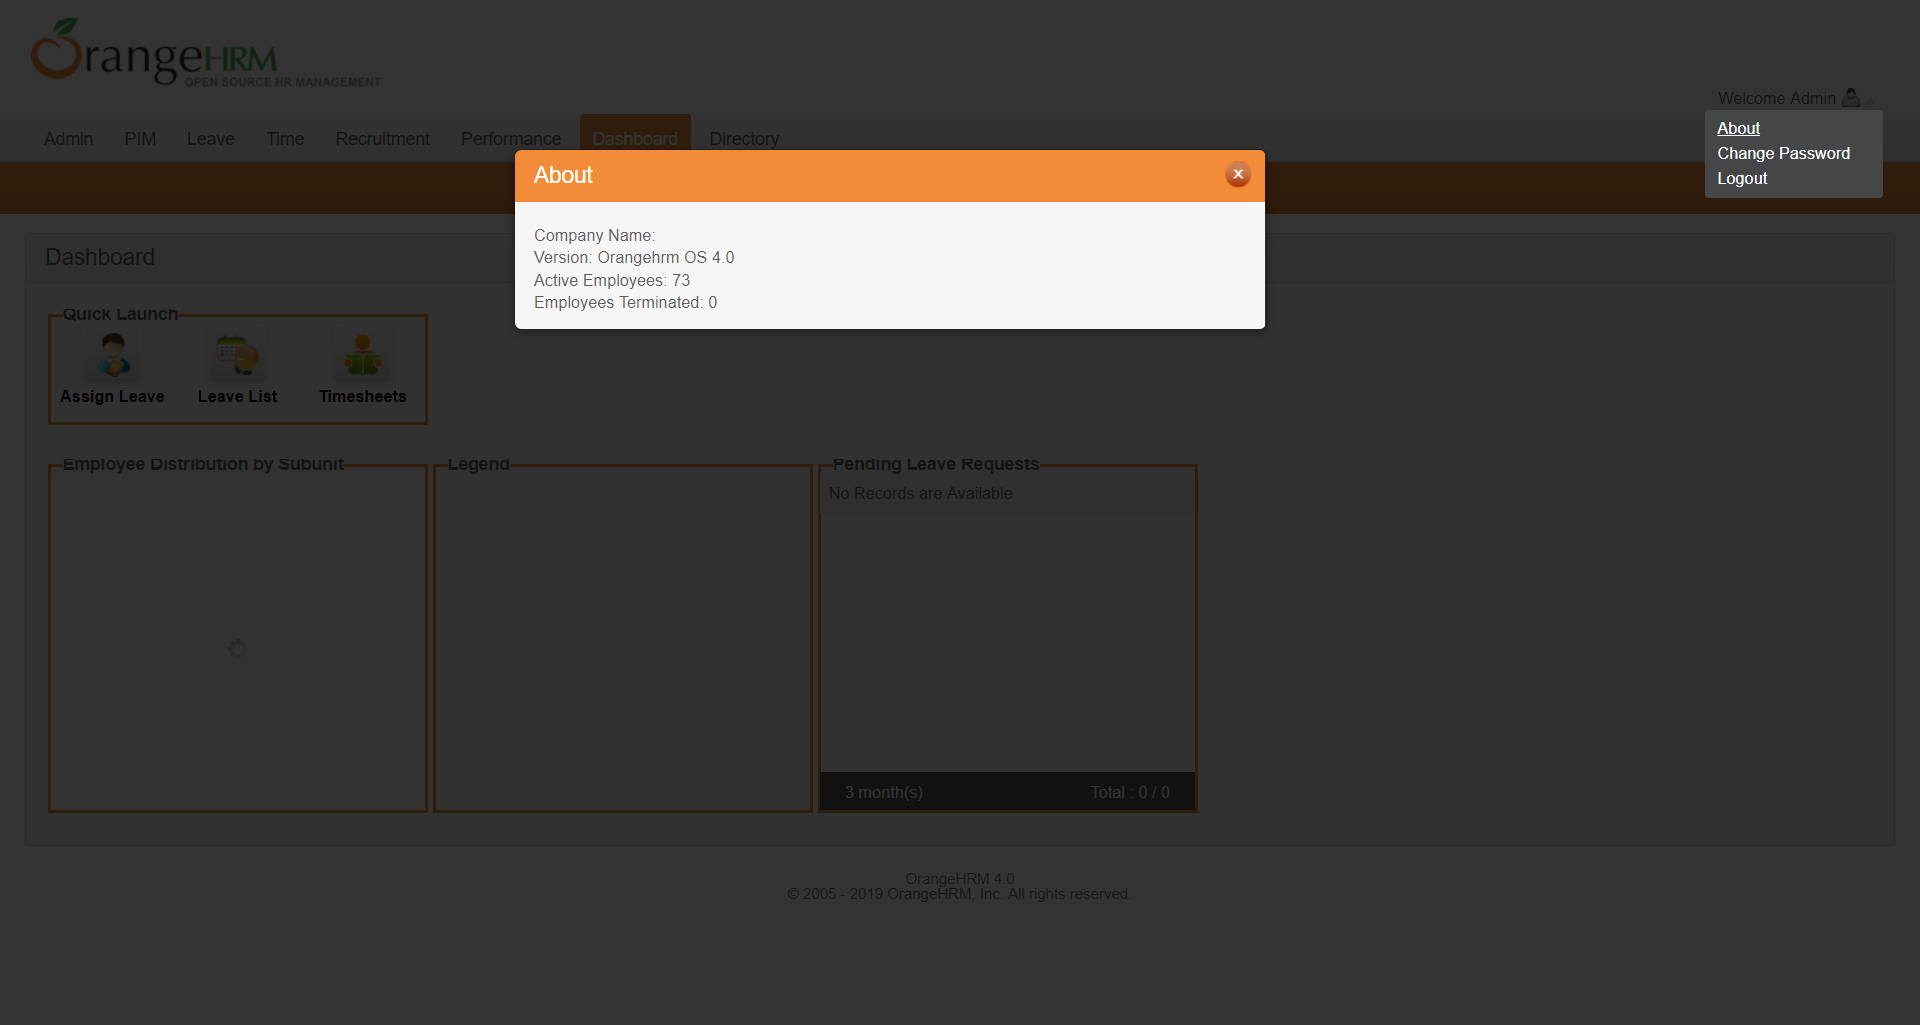 OrangeHRM
OPEN SOURCE HR MANAGEMENT
Welcome Admin
About
Change Password
Logout
Admin PIM Leave Time Recruitment Performance Dashboard Directory
About
x
Company Name:
Version: Orangehrm OS 4.0
Active Employees: 73
Employees Terminated: 0
Dashboard
Quick Launch
Assign Leave Leave List Timesheets
Employee Distribution by Subunit
Legend
Pending Leave Requests
No Records are Available
3 month(s) Total : 0 / 0
OrangeHRM 4.0
© 2005 - 2019 OrangeHRM, Inc. All rights reserved.